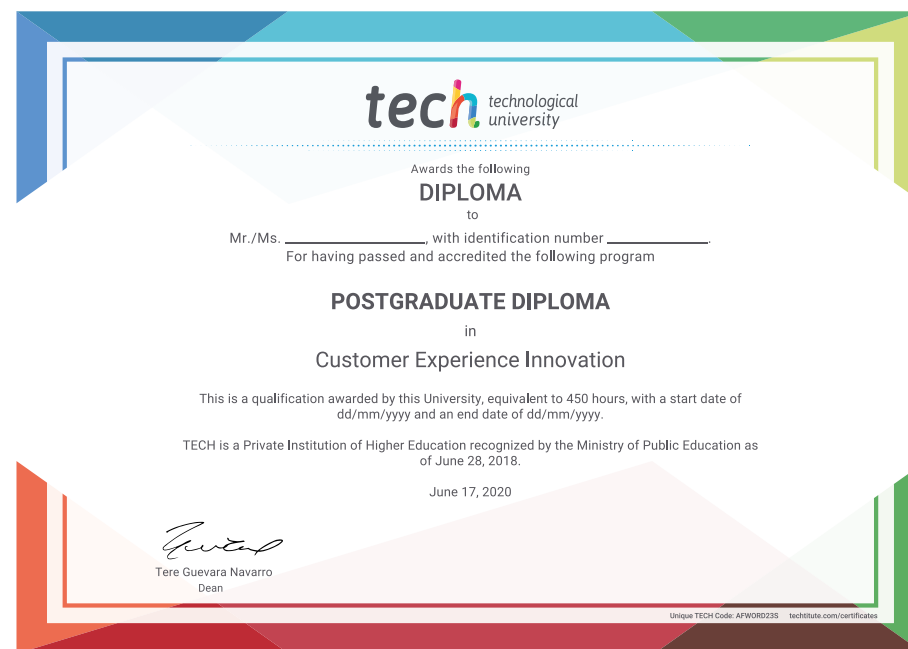 tech technological
university
Awards the following
DIPLOMA
to
Mr./Ms. ____________________, with identification number ______________.
For having passed and accredited the following program
POSTGRADUATE DIPLOMA
in
Customer Experience Innovation
This is a qualification awarded by this University, equivalent to 450 hours, with a start date of
dd/mm/yyyy and an end date of dd/mm/yyyy.
TECH is a Private Institution of Higher Education recognized by the Ministry of Public Education as
of June 28, 2018.
June 17, 2020
Tere Guevara Navarro
Dean
Unique TECH Code: AFWORD23S techtitute.com/certificates